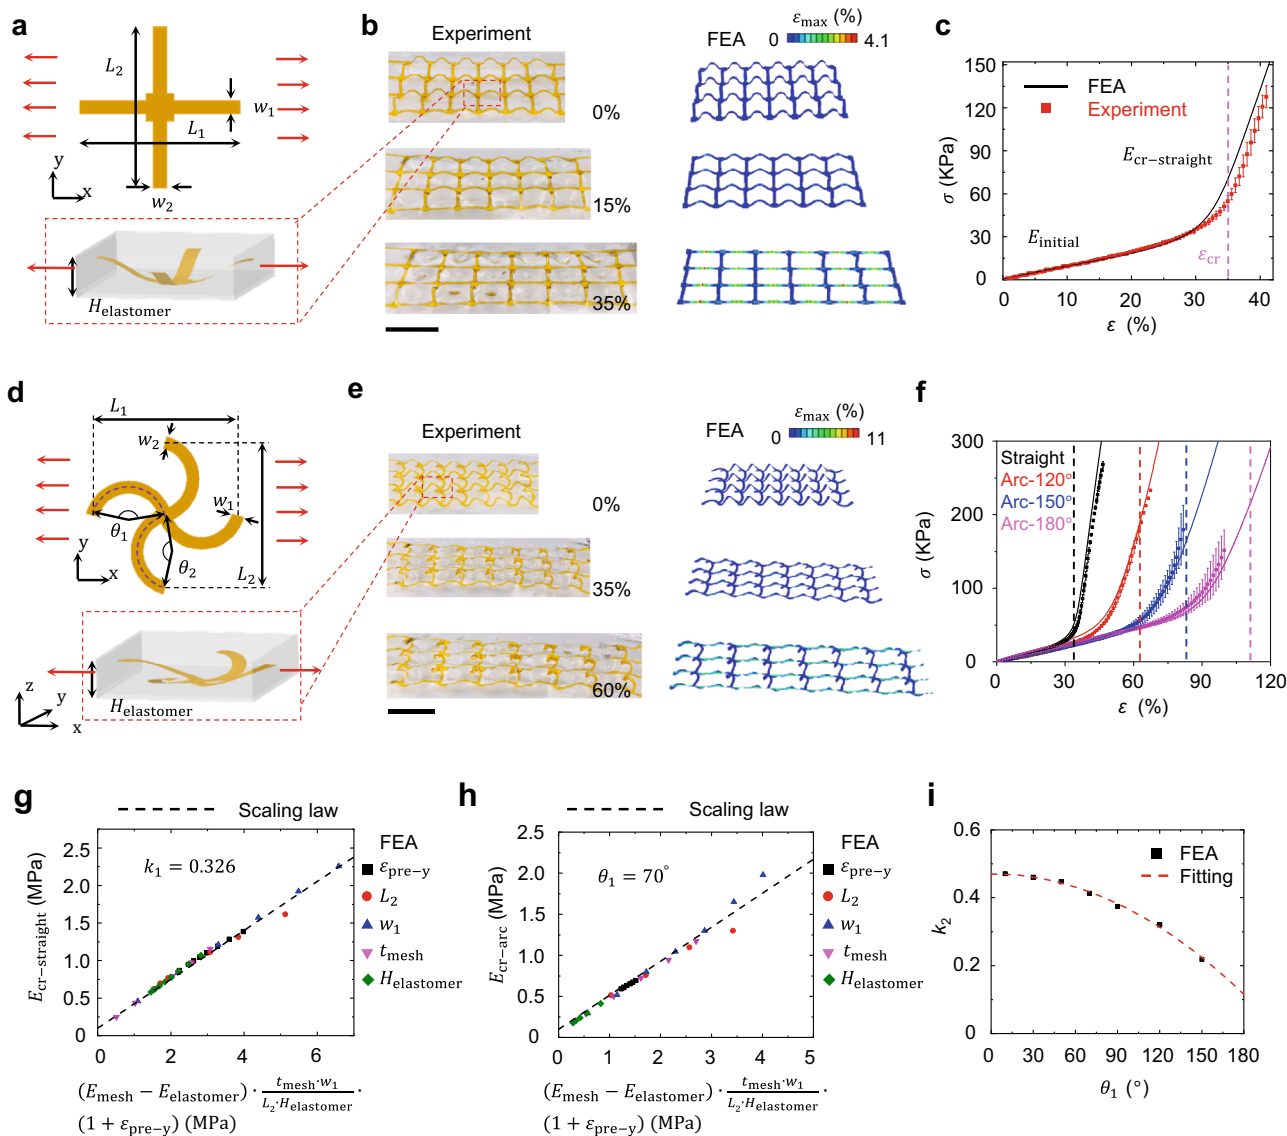 a
L2
w1
L1
w2
y
x
Helastomer
b
Experiment
0%
15%
35%
FEA
εmax (%)
0
4.1
c
150
120
90
60
30
0
σ (KPa)
FEA
Experiment
Ecr−straight
Einitial
εcr
0 10 20 30 40
ε (%)
d
L1
w2
w1
θ1
θ2
L2
y
x
z
y
x
Helastomer
e
Experiment
0%
35%
60%
FEA
εmax (%)
0
11
f
300
200
100
0
σ (KPa)
Straight
Arc-120°
Arc-150°
Arc-180°
0 30 60 90 120
ε (%)
g
Scaling law
2.5
2.0
1.5
1.0
0.5
0
Ecr−straight (MPa)
k1 = 0.326
FEA
εpre−y
L2
w1
tmesh
Helastomer
0 2 4 6
(Emesh − Eelastomer) · tmesh·w1 / L2·Helastomer ·
(1 + εpre−y) (MPa)
h
Scaling law
2.5
2.0
1.5
1.0
0.5
0
Ecr−arc (MPa)
θ1 = 70°
FEA
εpre−y
L2
w1
tmesh
Helastomer
0 1 2 3 4 5
(Emesh − Eelastomer) · tmesh·w1 / L2·Helastomer ·
(1 + εpre−y) (MPa)
i
0.6
0.4
0.2
0
k2
FEA
Fitting
0 30 60 90 120 150 180
θ1 (°)